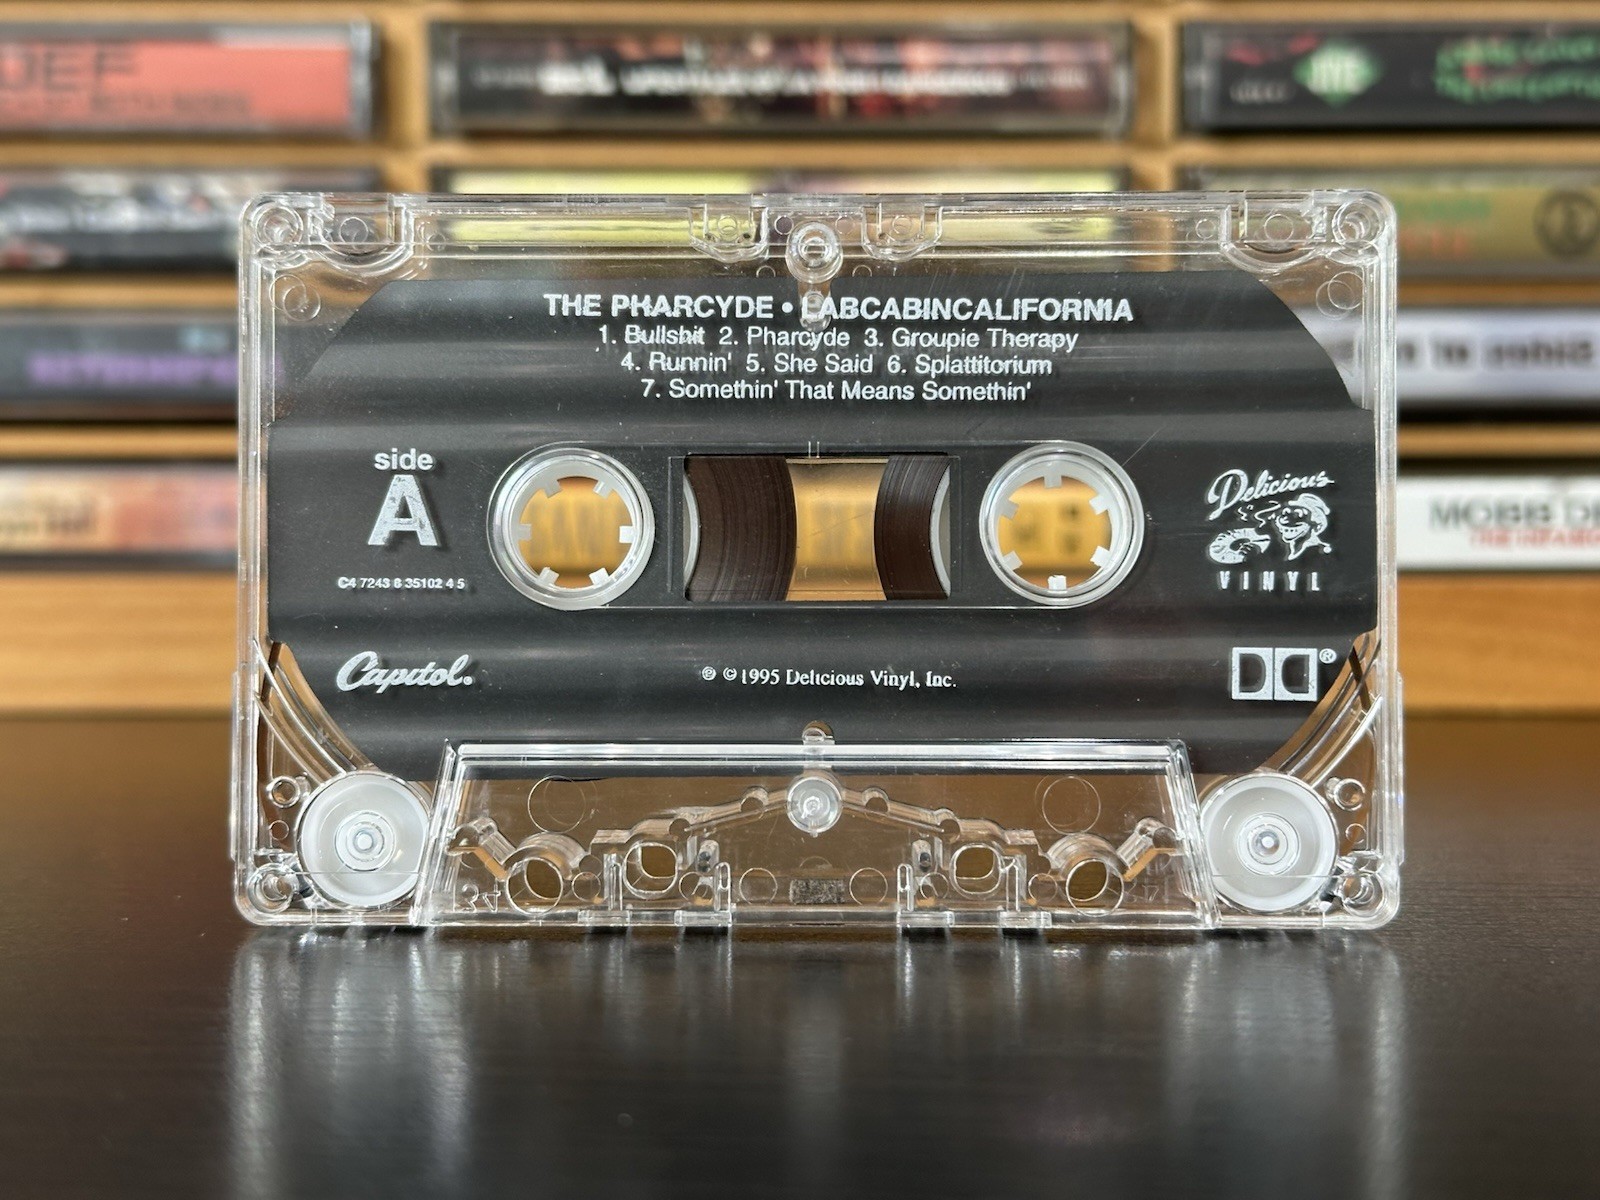 THE PHARCYDE • LABCABINCALIFORNIA
1. Bullshit 2. Pharcyde 3. Groupie Therapy
4. Runnin' 5. She Said 6. Splattitorium
7. Somethin' That Means Somethin'
side
A
C4 7243 8 35102 4 5
Delicious
VINYL
Capitol®
℗ ©1995 Delicious Vinyl, Inc.
®
MOBB DE